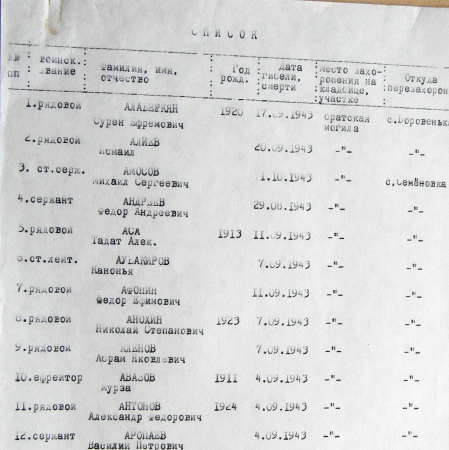 СПИСОК
№№ воинск. Фамилия, имя, Год Дата Место захо- Откуда
пп звание отчество рожд. гибели, ронения на перезахорон
смерти кладбище,
участке
1.рядовой АЛАВЕРКЯН 1920 17.09.1943 братская с.Боровеньк
Сурен Ефремович могила
2.рядовой АЛИЕВ 20.09.1943 -"- -"-
Исмаил
3. ст.серж. АМОСОВ 1.10.1943 -"- с.Семёновка
Михаил Сергеевич
4.сержант АНДРЕЕВ 29.08.1943 -"- -"-
Федор Андреевич
5.рядовой АСА 1913 11.09.1943 -"- -"-
Тадат Алек.
6.ст.лейт. АУБАКИРОВ 7.09.1943 -"- -"-
Канонья
7.рядовой АФОНИН 11.09.1943 -"- -"-
Федор Ефимович
8.рядовой АНОХИН 1923 7.09.1943 -"- -"-
Николай Степанович
9.рядовой 7.09.1943 -"- -"-
Абрам Яковлевич
10.ефрейтор 1911 4.09.1943 -"- -"-
Мурза
11.рядовой АНТОНОВ 1924 4.09.1943 -"- -"-
Александр Федорович
12.сержант АРОПАЕВ 4.09.1943 -"- -"-
Василий Петрович